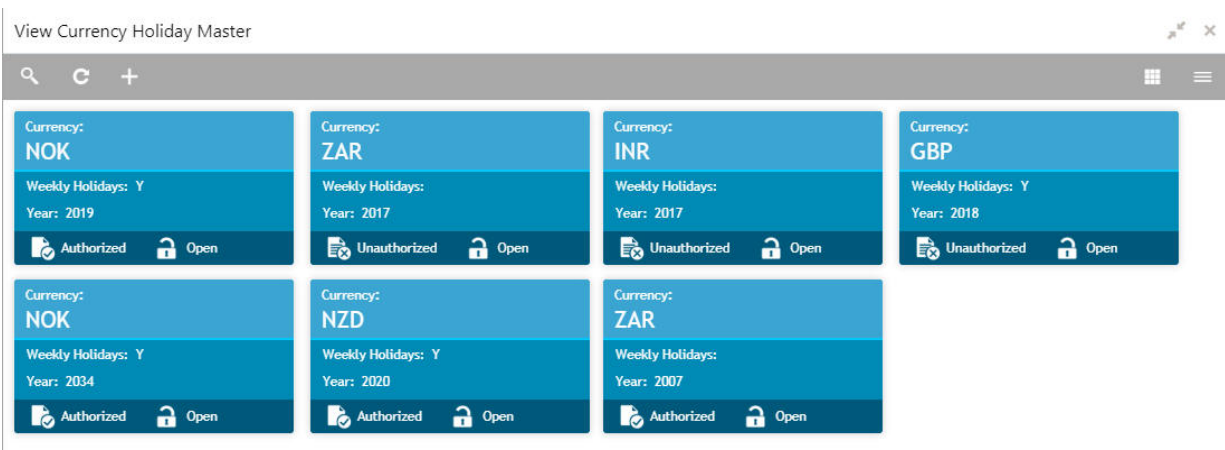 View Currency Holiday Master
Currency:
NOK
Weekly Holidays: Y
Year: 2019
Authorized Open
Currency:
ZAR
Weekly Holidays:
Year: 2017
Unauthorized Open
Currency:
INR
Weekly Holidays:
Year: 2017
Unauthorized Open
Currency:
GBP
Weekly Holidays: Y
Year: 2018
Unauthorized Open
Currency:
NOK
Weekly Holidays: Y
Year: 2034
Authorized Open
Currency:
NZD
Weekly Holidays: Y
Year: 2020
Authorized Open
Currency:
ZAR
Weekly Holidays:
Year: 2007
Authorized Open